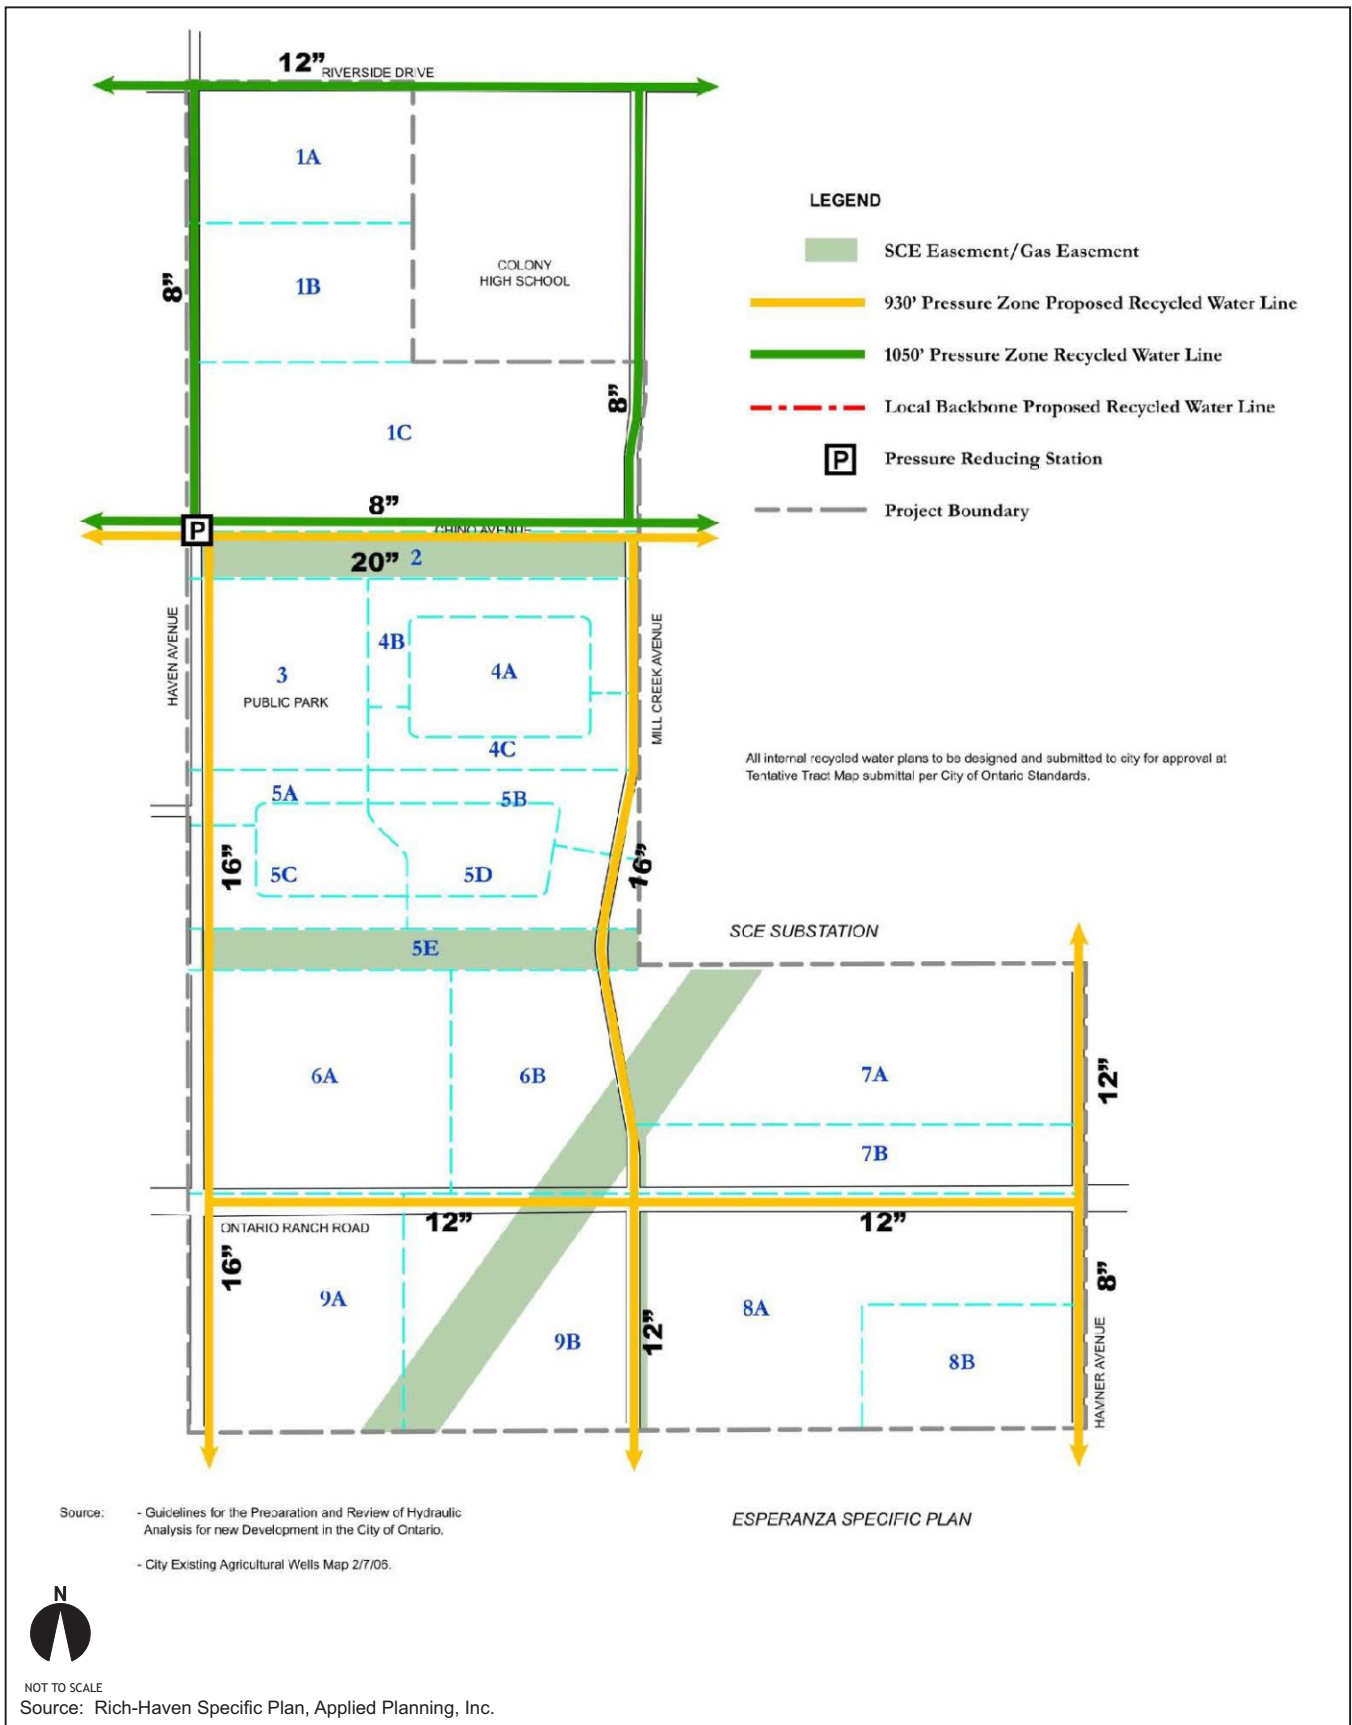 12”
RIVERSIDE DRIVE
1A
LEGEND
SCE Easement/Gas Easement
COLONY
HIGH SCHOOL
1B
8”
930' Pressure Zone Proposed Recycled Water Line
1050' Pressure Zone Recycled Water Line
8”
Local Backbone Proposed Recycled Water Line
1C
P
Pressure Reducing Station
8”
Project Boundary
P
CHINO AVENUE
20”
2
HAVEN AVENUE
4B
4A
3
PUBLIC PARK
MILL CREEK AVENUE
4C
All internal recycled water plans to be designed and submitted to city for approval at
Tentative Tract Map submittal per City of Ontario Standards.
5A
5B
16”
16”
5C
5D
SCE SUBSTATION
5E
6A
6B
7A
12”
7B
ONTARIO RANCH ROAD
12”
12”
16”
8”
9A
8A
12”
9B
8B
HAMNER AVENUE
Source:
- Guidelines for the Preparation and Review of Hydraulic
Analysis for new Development in the City of Ontario.
ESPERANZA SPECIFIC PLAN
- City Existing Agricultural Wells Map 2/7/06.
N
NOT TO SCALE
Source: Rich-Haven Specific Plan, Applied Planning, Inc.